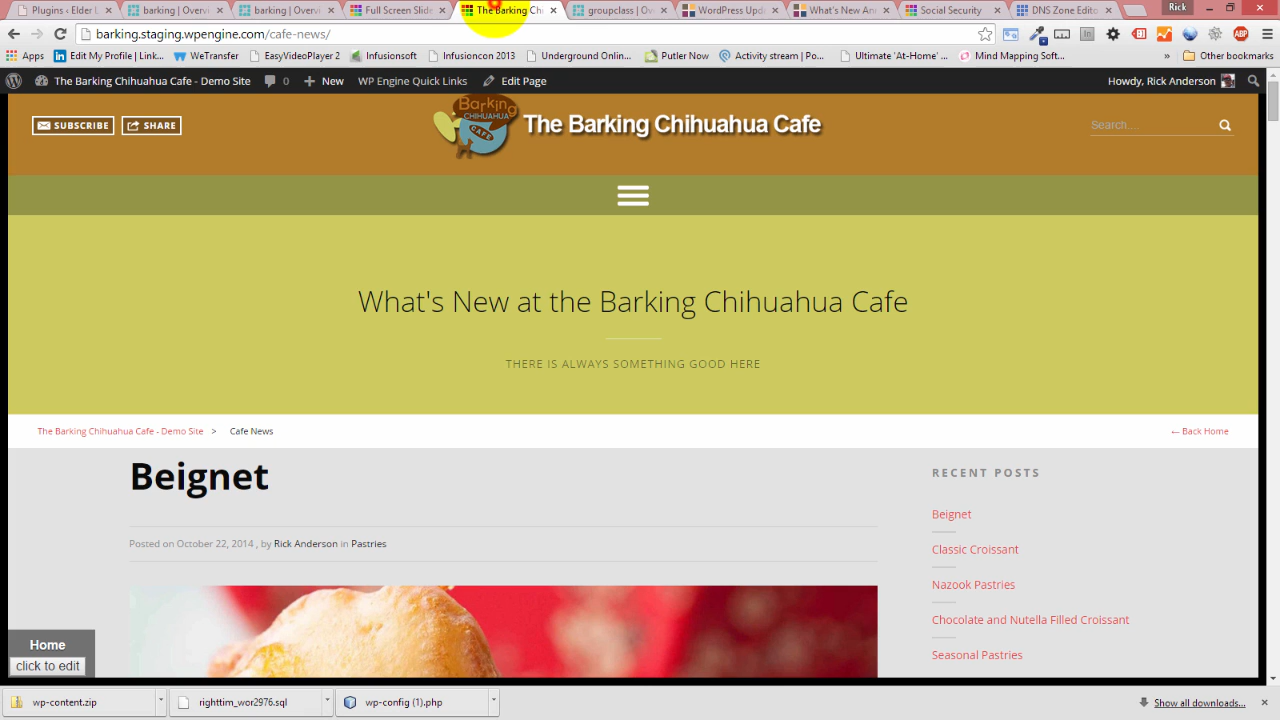 Plugins ‹ Elder L
barking | Overvi
barking | Overvi
Full Screen Slide
The Barking Chi
groupclass | Ov
WordPress Upda
What's New Ann
Social Security
DNS Zone Edito
Rick
barking.staging.wpengine.com/cafe-news/
Apps
Edit My Profile | Link...
WeTransfer
EasyVideoPlayer 2
Infusionsoft
Infusioncon 2013
Underground Onli...
Putler Now
Activity stream | Po...
Ultimate 'At-Home...
Mind Mapping Soft...
»
Other bookmarks
The Barking Chihuahua Cafe - Demo Site
0
+ New
WP Engine Quick Links
Edit Page
Howdy, Rick Anderson
SUBSCRIBE
SHARE
Barking
CHIHUAHUA
CAFE
The Barking Chihuahua Cafe
Search....
What's New at the Barking Chihuahua Cafe
THERE IS ALWAYS SOMETHING GOOD HERE
The Barking Chihuahua Cafe - Demo Site > Cafe News
← Back Home
Beignet
Posted on October 22, 2014 , by Rick Anderson in Pastries
RECENT POSTS
Beignet
Classic Croissant
Nazook Pastries
Chocolate and Nutella Filled Croissant
Seasonal Pastries
Home
click to edit
wp-content.zip
righttim_wor2976.sql
wp-config (1).php
Show all downloads...